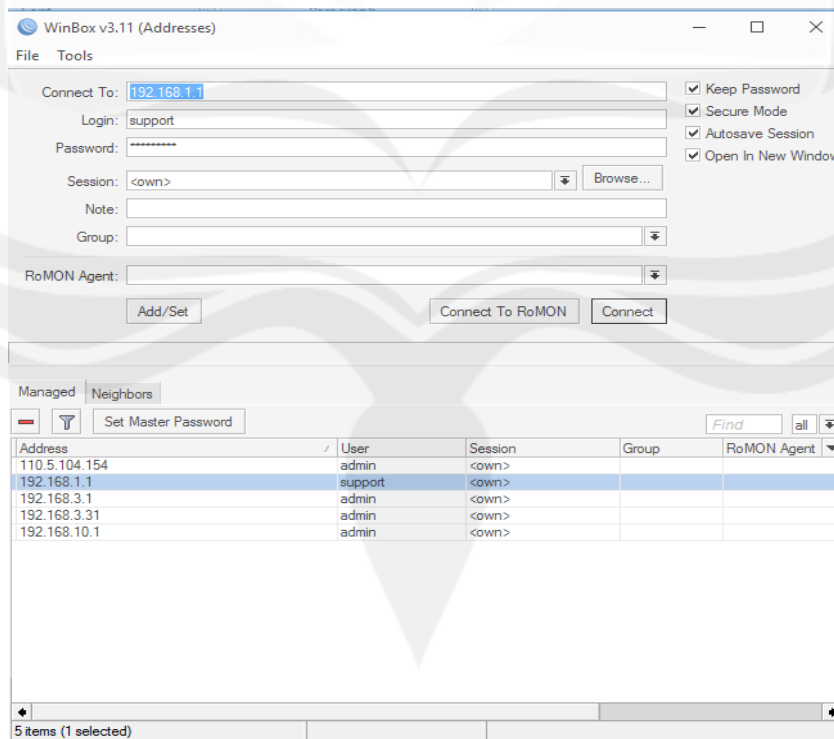 WinBox v3.11 (Addresses)
File Tools
Connect To: 192.168.1.1
Keep Password
Login: support
Secure Mode
Password: *********
Autosave Session
Open In New Window
Session: <own> Browse...
Note:
Group:
RoMON Agent:
Add/Set Connect To RoMON Connect
Managed Neighbors
Set Master Password Find all
Address User Session Group RoMON Agent
110.5.104.154 admin <own>
192.168.1.1 support <own>
192.168.3.1 admin <own>
192.168.3.31 admin <own>
192.168.10.1 admin <own>
5 items (1 selected)